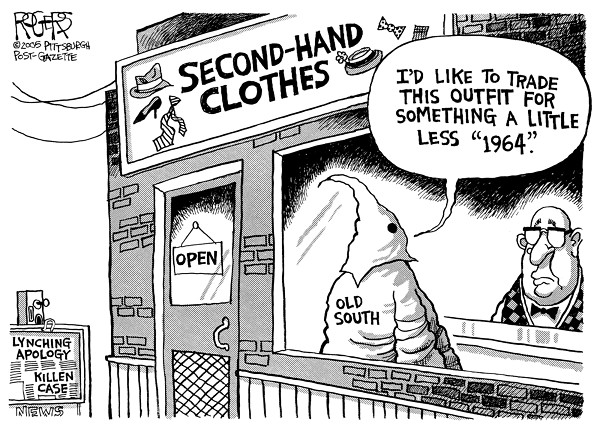 ROGERS
©2005 PITTSBURGH
POST-GAZETTE
SECOND-HAND
CLOTHES
I'D LIKE TO TRADE
THIS OUTFIT FOR
SOMETHING A LITTLE
LESS "1964".
OPEN
OLD
SOUTH
LYNCHING
APOLOGY
KILLEN
CASE
NEWS